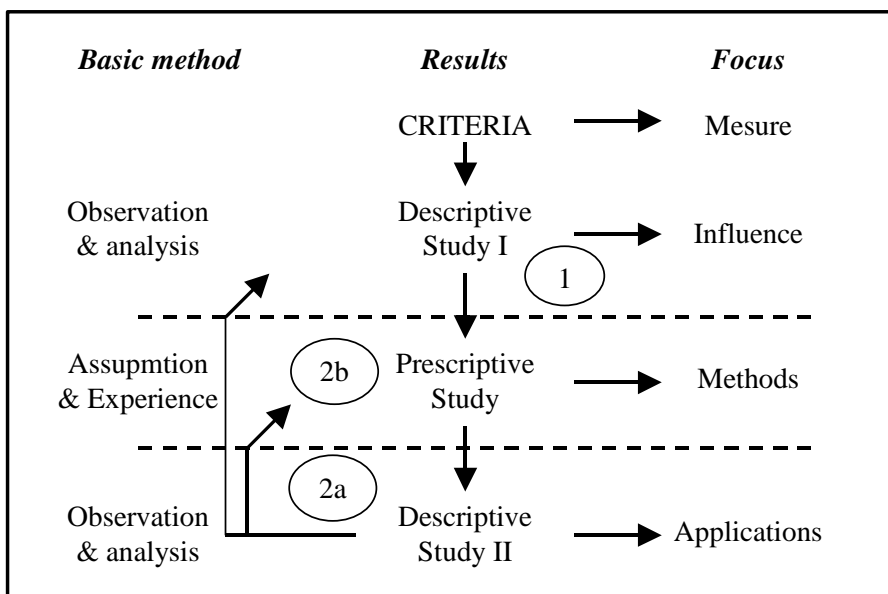 Basic method Results Focus
CRITERIA Mesure
Observation
& analysis
Descriptive
Study I
Influence
1
Assupmtion
& Experience
2b
Prescriptive
Study
Methods
2a
Observation
& analysis
Descriptive
Study II
Applications